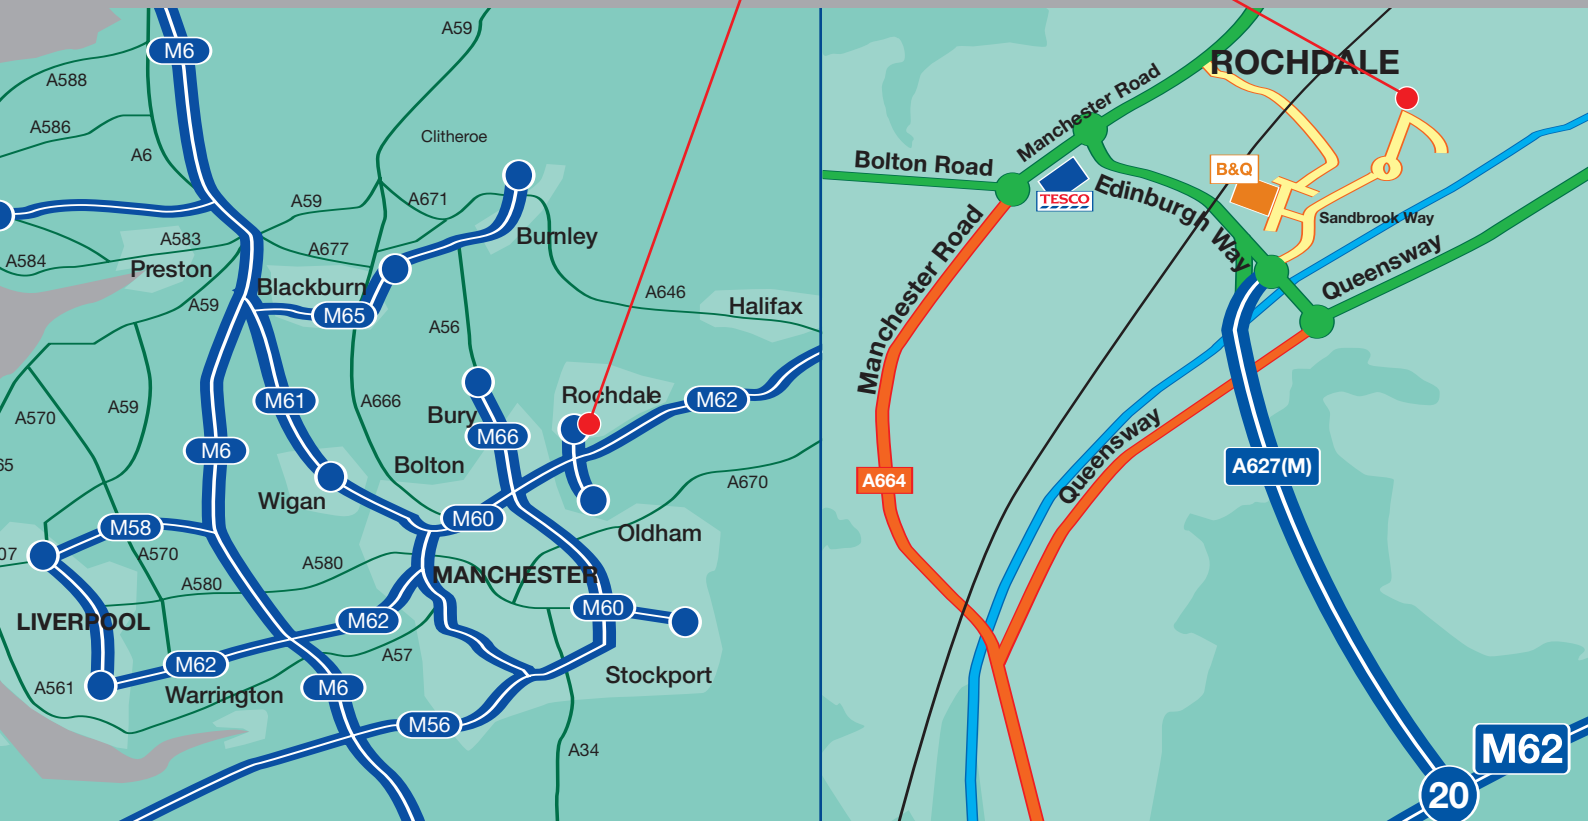 M6
A59
A588
A586
A6
Clitheroe
A59
A671
A583
A677
A584
Preston
Burnley
Blackburn
A59
M65
A646
Halifax
A56
A570
A59
M61
A666
Bury
Rochdale
M62
M66
M6
Bolton
65
Wigan
A670
M60
M58
Oldham
07
A570
A580
A580
MANCHESTER
LIVERPOOL
M62
M60
M62
A57
A561
Warrington
M6
Stockport
M56
A34
ROCHDALE
Manchester Road
Bolton Road
B&Q
TESCO
Edinburgh Way
Sandbrook Way
Queensway
Manchester Road
Queensway
A664
A627(M)
M62
20